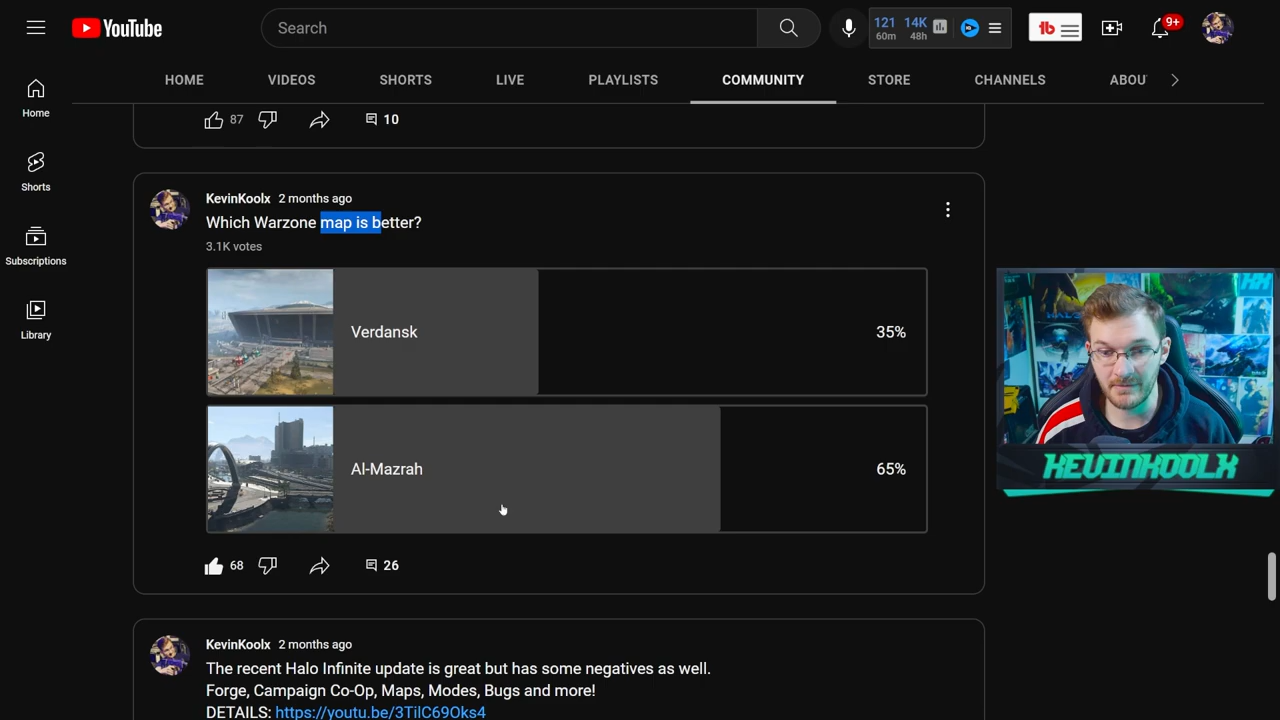 YouTube
Search
121
60m
14K
48h
tb
9+
HOME
VIDEOS
SHORTS
LIVE
PLAYLISTS
COMMUNITY
STORE
CHANNELS
ABOU
Home
Shorts
Subscriptions
Library
87
10
KevinKoolx 2 months ago
Which Warzone map is better?
3.1K votes
Verdansk
35%
Al-Mazrah
65%
68
26
KEVINKOOLX
KevinKoolx 2 months ago
The recent Halo Infinite update is great but has some negatives as well.
Forge, Campaign Co-Op, Maps, Modes, Bugs and more!
DETAILS: https://youtu.be/3TilC69Oks4